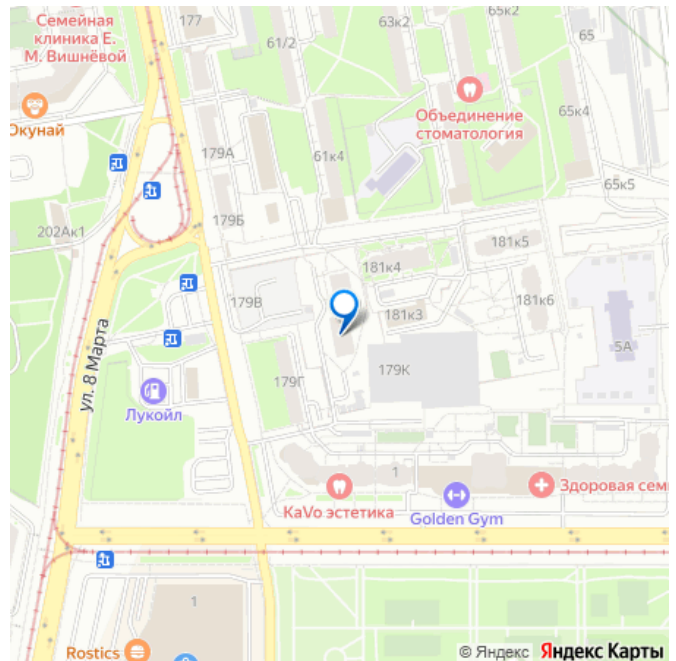 Семейная
клиника Е.
М. Вишнёвой
177
61/2
63к2
65к2
65
Окунай
Объединение
стоматология
65к4
179А
61к4
65к5
202Ак1
179Б
181к5
181к4
179В
181к6
181к3
ул. 8 Марта
5А
179Г
179К
Лукойл
1
Здоровая сем
KaVo эстетика
Golden Gym
1
Rostics
© Яндекс Яндекс Карты